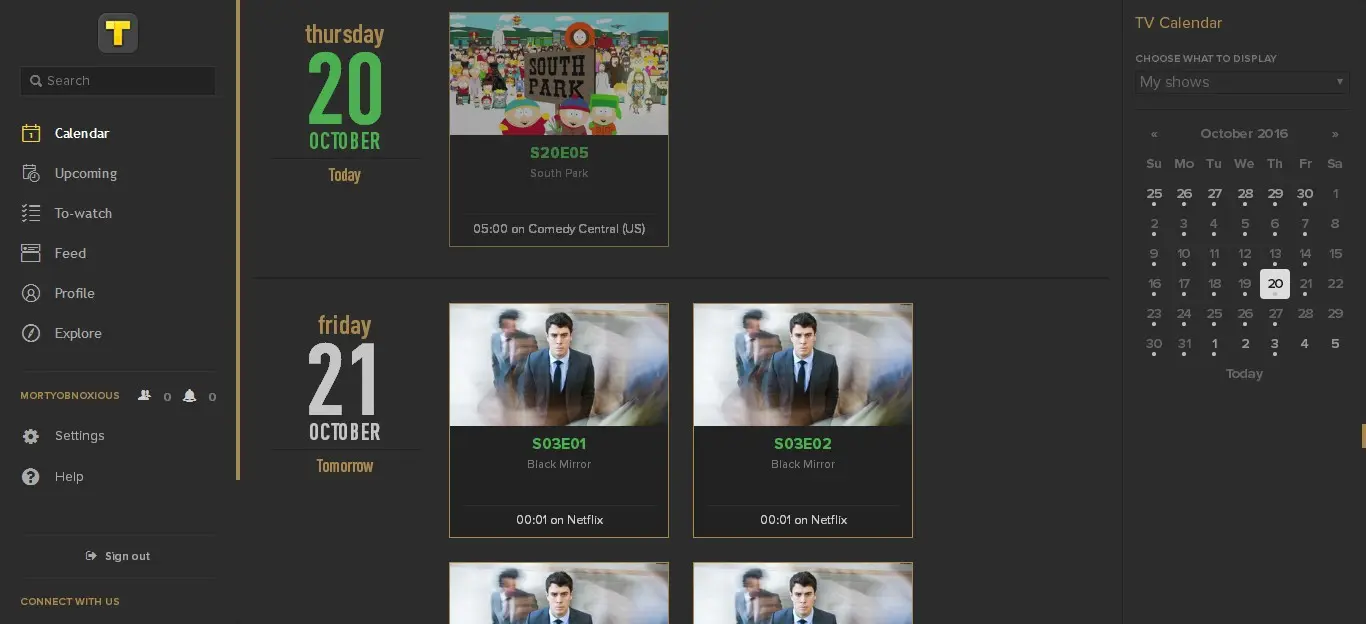 T
Search
Calendar
Upcoming
To-watch
Feed
Profile
Explore
MORTYOBNOXIOUS 0 0
Settings
Help
Sign out
CONNECT WITH US
thursday
20
OCTOBER
Today
SOUTH
PARK
S20E05
South Park
05:00 on Comedy Central (US)
friday
21
OCTOBER
Tomorrow
S03E01
Black Mirror
00:01 on Netflix
S03E02
Black Mirror
00:01 on Netflix
TV Calendar
CHOOSE WHAT TO DISPLAY
My shows
« October 2016 »
Su Mo Tu We Th Fr Sa
25 26 27 28 29 30 1
2 3 4 5 6 7 8
9 10 11 12 13 14 15
16 17 18 19 20 21 22
23 24 25 26 27 28 29
30 31 1 2 3 4 5
Today